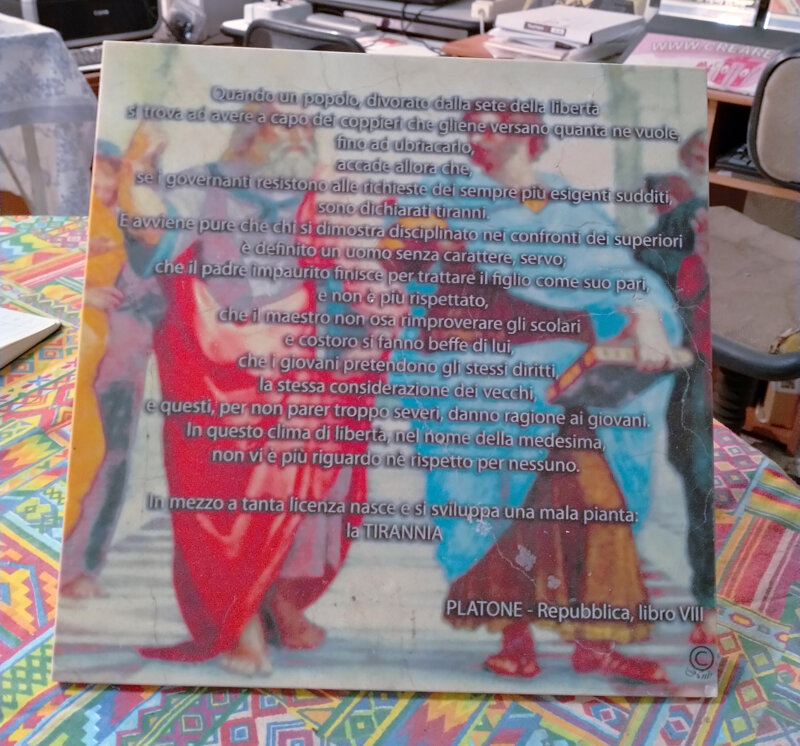 WWW.CREARE
Quando un popolo, divorato dalla sete della libertà
si trova ad avere a capo dei coppieri che gliene versano quanta ne vuole,
fino ad ubriacarlo,
accade allora che,
se i governanti resistono alle richieste dei sempre più esigenti sudditi,
sono dichiarati tiranni.
E avviene pure che chi si dimostra disciplinato nei confronti dei superiori
è definito un uomo senza carattere, servo;
che il padre impaurito finisce per trattare il figlio come suo pari,
e non è più rispettato,
che il maestro non osa rimproverare gli scolari
e costoro si fanno beffe di lui,
che i giovani pretendono gli stessi diritti,
la stessa considerazione dei vecchi,
e questi, per non parer troppo severi, danno ragione ai giovani.
In questo clima di libertà, nel nome della medesima,
non vi è più riguardo nè rispetto per nessuno.
In mezzo a tanta licenza nasce e si sviluppa una mala pianta:
la TIRANNIA
PLATONE - Repubblica, libro VIII
©